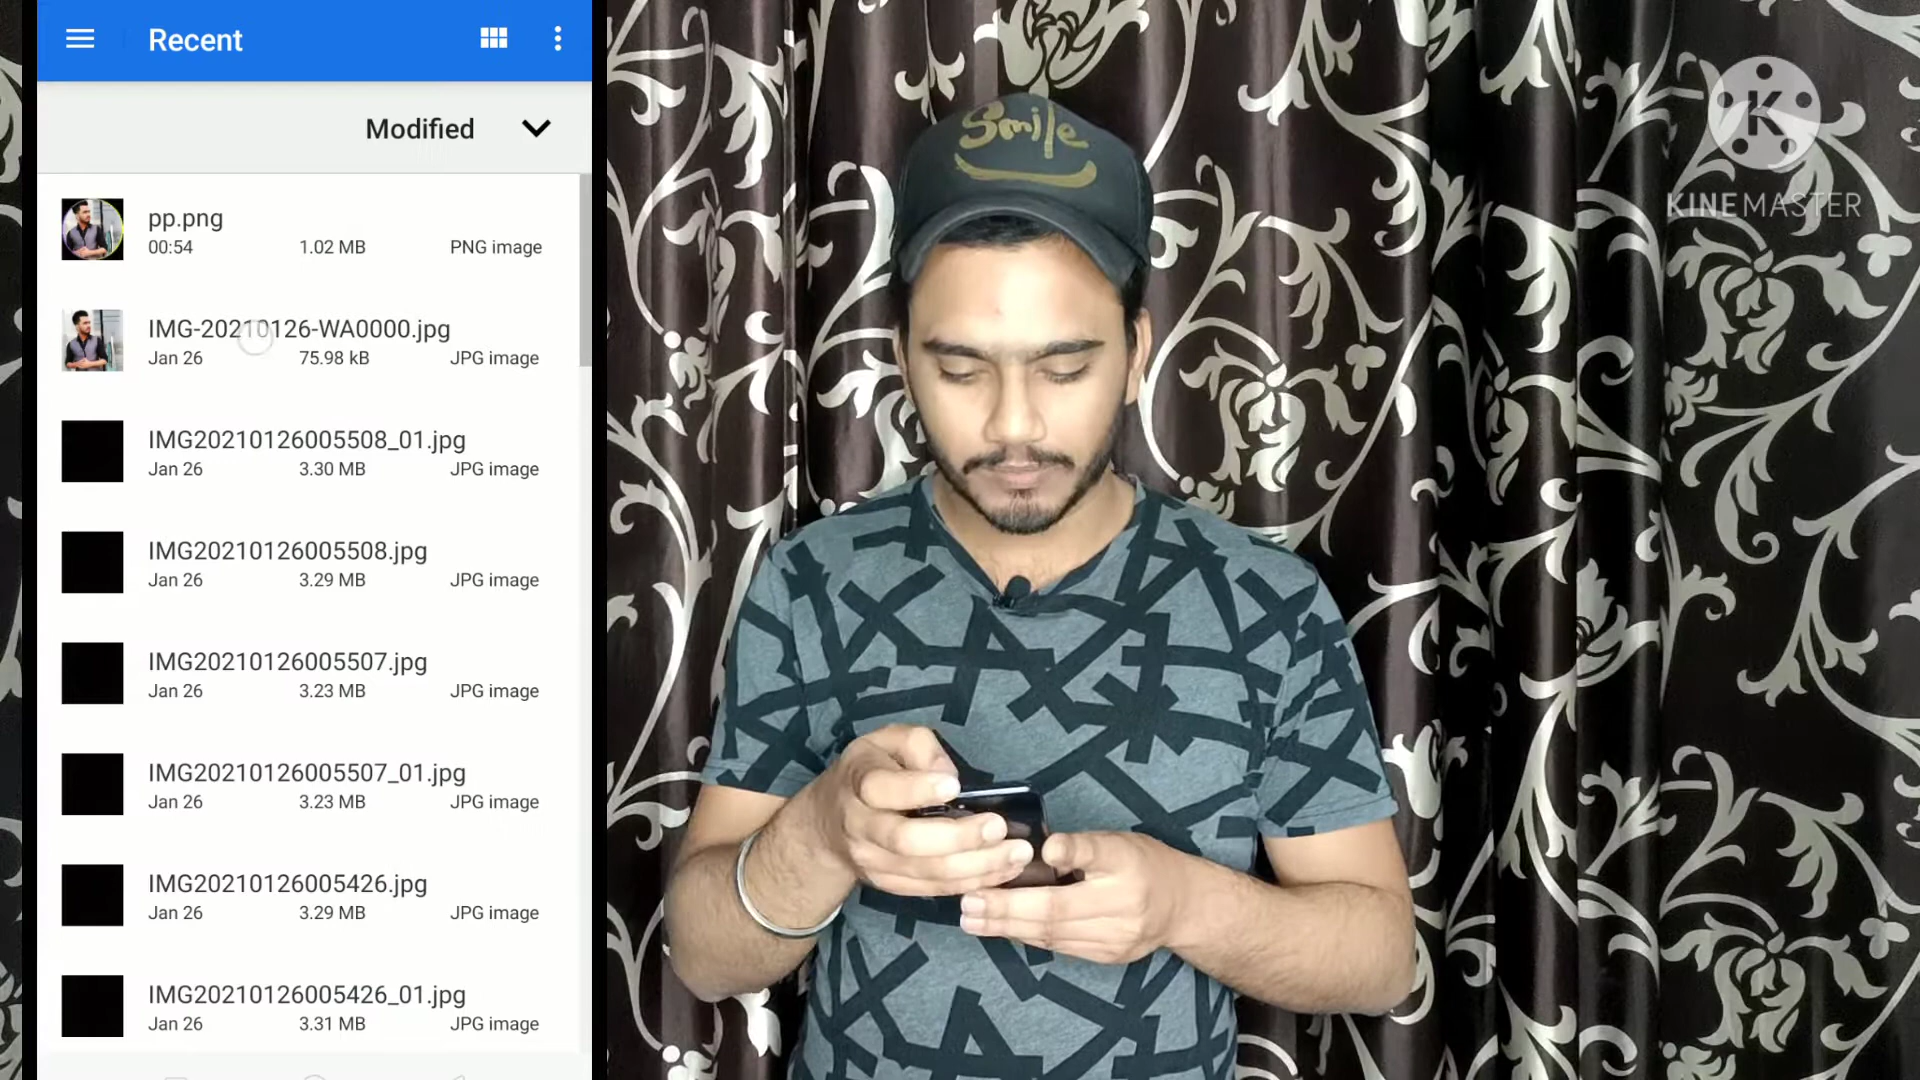 Recent
Modified
pp.png
00:54 1.02 MB PNG image
IMG-20210126-WA0000.jpg
Jan 26 75.98 kB JPG image
IMG20210126005508_01.jpg
Jan 26 3.30 MB JPG image
IMG20210126005508.jpg
Jan 26 3.29 MB JPG image
IMG20210126005507.jpg
Jan 26 3.23 MB JPG image
IMG20210126005507_01.jpg
Jan 26 3.23 MB JPG image
IMG20210126005426.jpg
Jan 26 3.29 MB JPG image
IMG20210126005426_01.jpg
Jan 26 3.31 MB JPG image
Smile
K
KINEMASTER